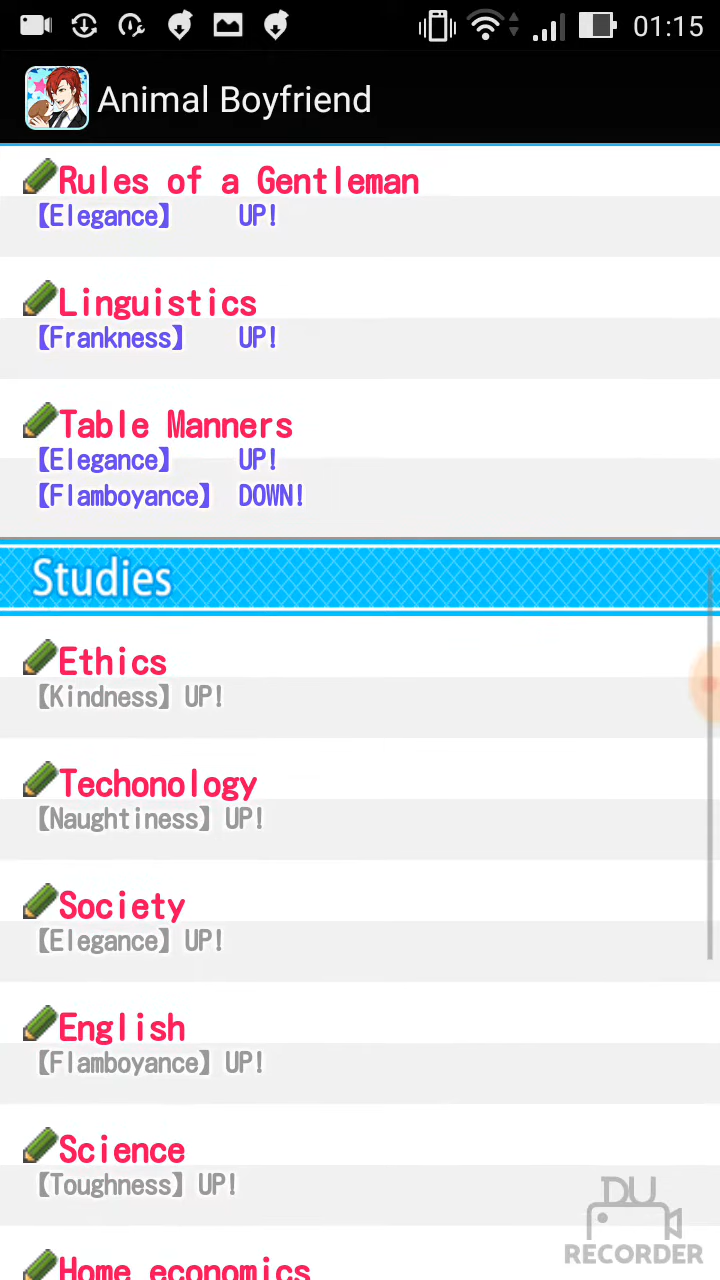 01:15
Animal Boyfriend
Rules of a Gentleman
【Elegance】 UP!
Linguistics
【Frankness】 UP!
Table Manners
【Elegance】 UP!
【Flamboyance】 DOWN!
Studies
Ethics
【Kindness】UP!
Techonology
【Naughtiness】UP!
Society
【Elegance】UP!
English
【Flamboyance】UP!
Science
【Toughness】UP!
Home economics
DU
RECORDER